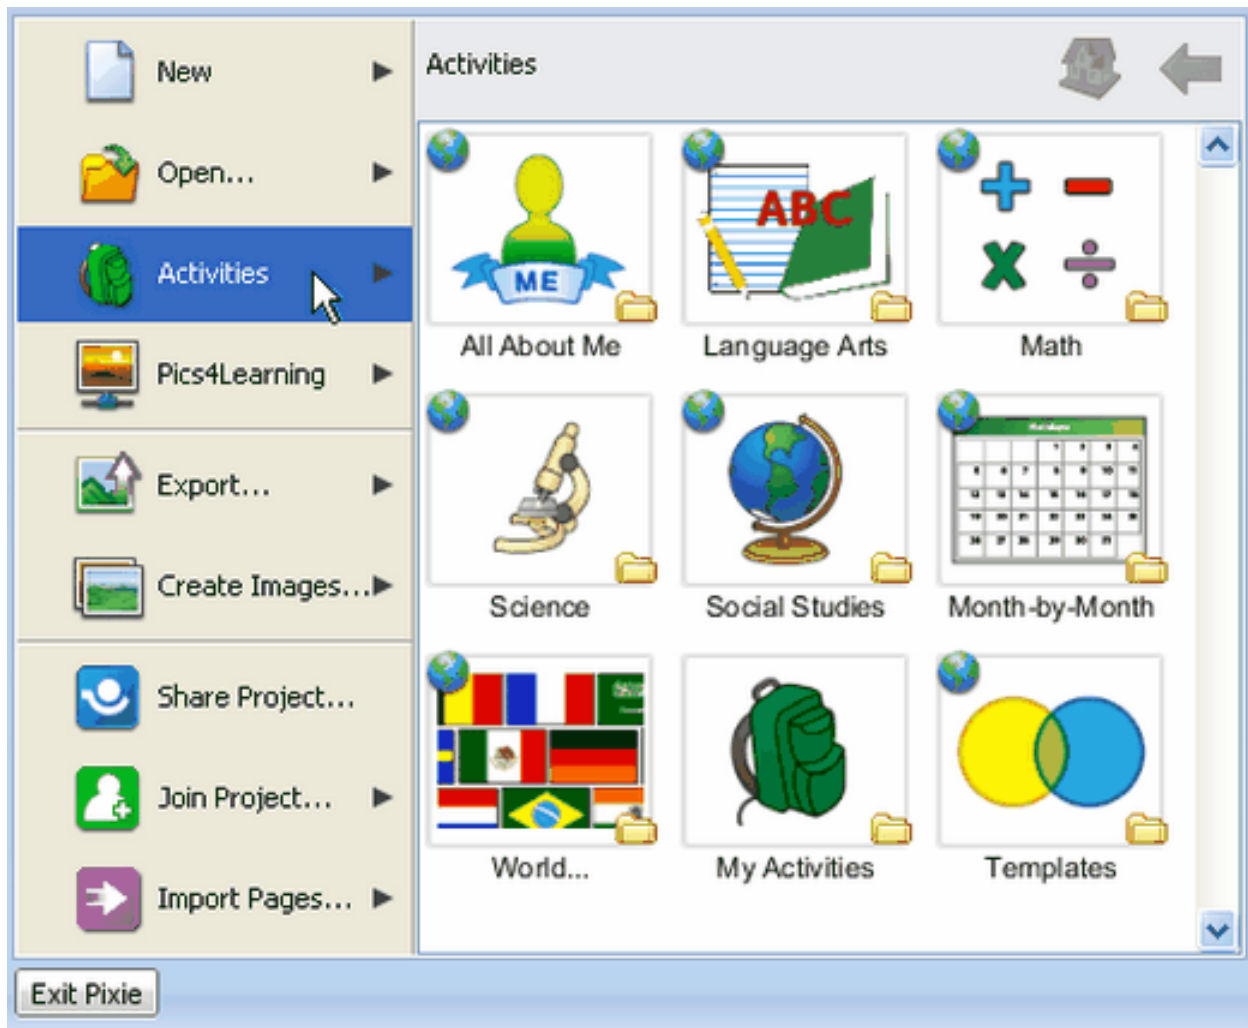 New
Open...
Activities
Pics4Learning
Export...
Create Images...
Share Project...
Join Project...
Import Pages...
Exit Pixie
Activities
ME
All About Me
ABC
Language Arts
Math
Science
Social Studies
Month-by-Month
World...
My Activities
Templates